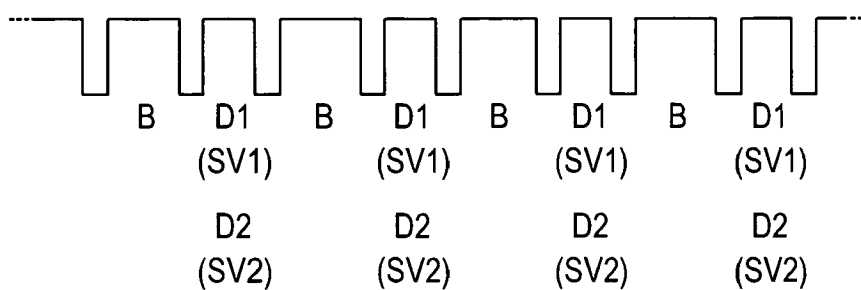 B D1 B D1 B D1 B D1
(SV1) (SV1) (SV1) (SV1)
D2 D2 D2 D2
(SV2) (SV2) (SV2) (SV2)